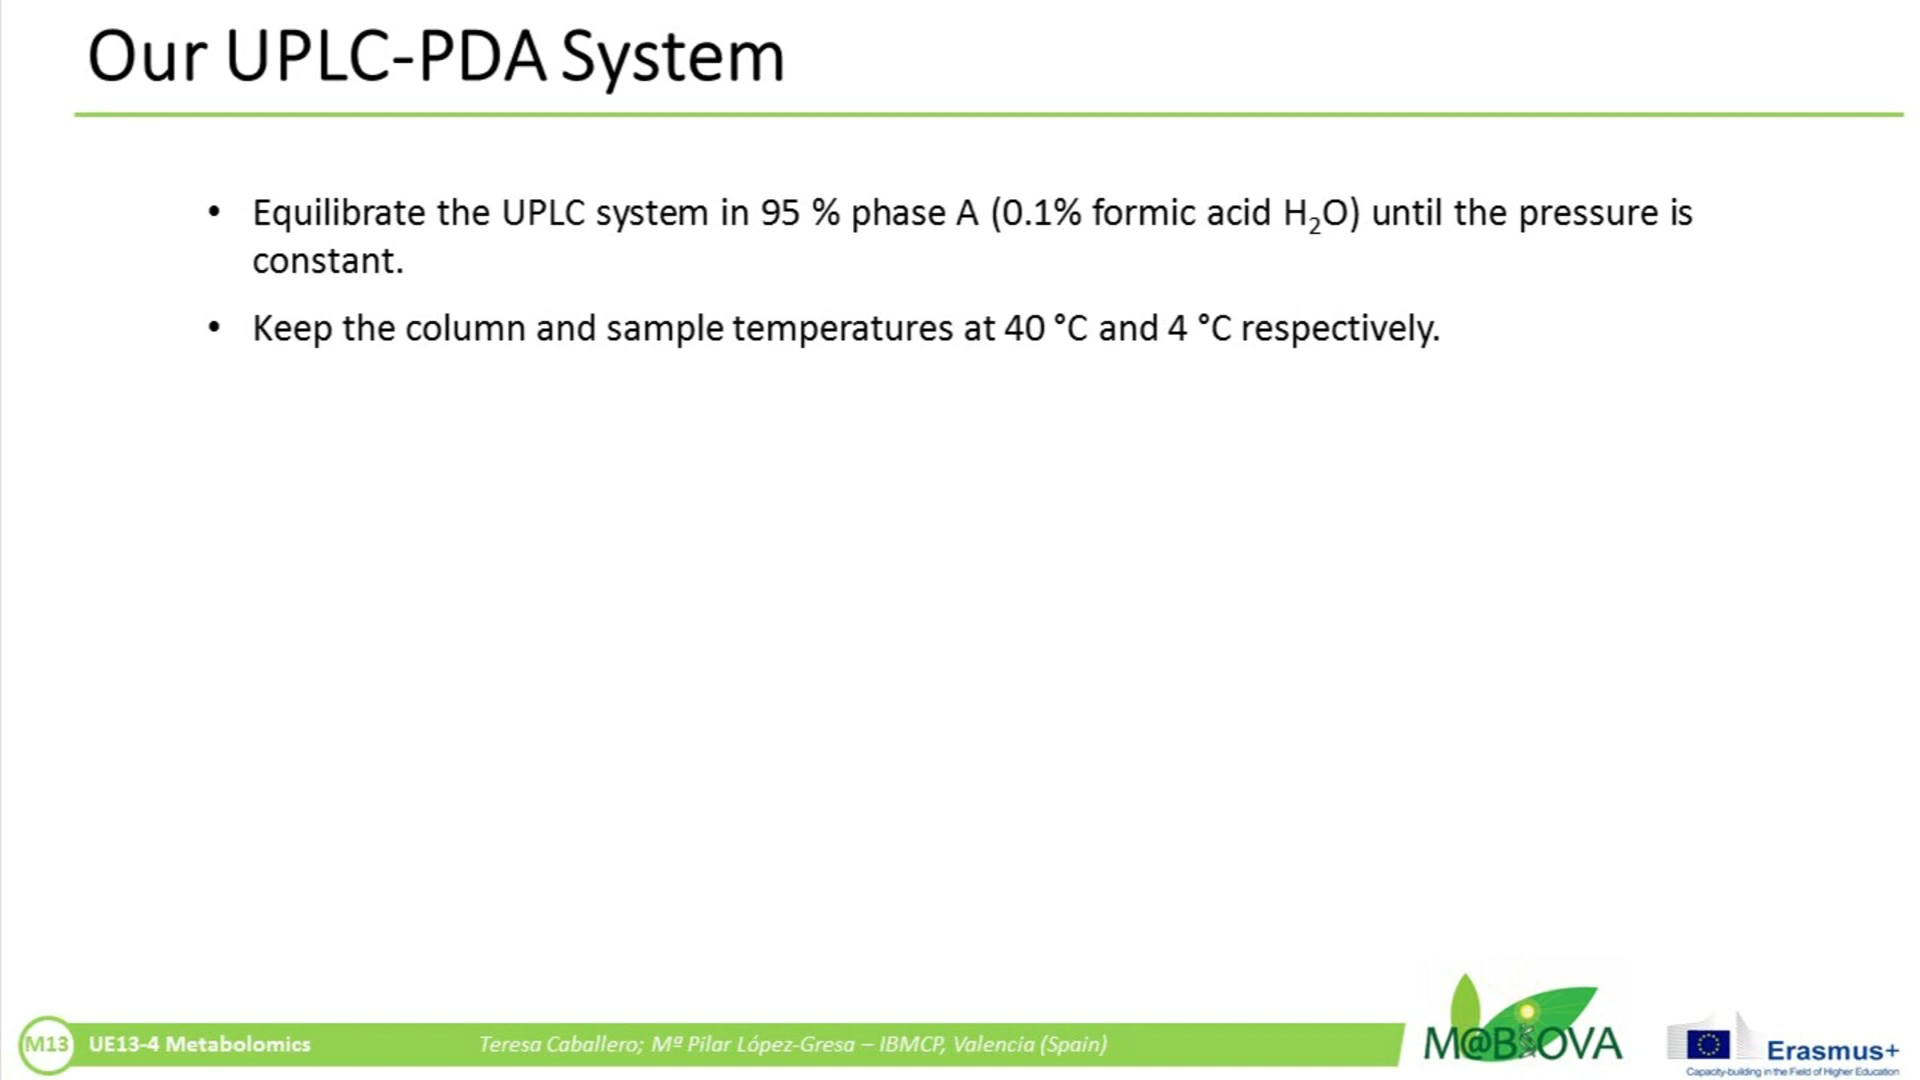 Our UPLC-PDA System
• Equilibrate the UPLC system in 95 % phase A (0.1% formic acid H₂O) until the pressure is
constant.
• Keep the column and sample temperatures at 40 °C and 4 °C respectively.
M13 UE13-4 Metabolomics Teresa Caballero; Mª Pilar López-Gresa – IBMCP, Valencia (Spain)
M@BIOVA
Erasmus+
Capacity-building in the Field of Higher Education